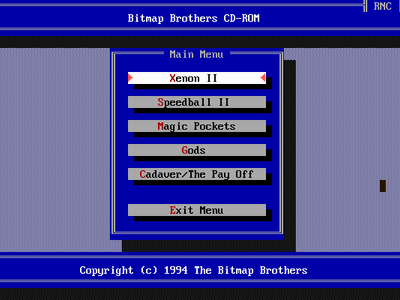 RNC
Bitmap Brothers CD-ROM
Main Menu
Xenon II
Speedball II
Magic Pockets
Gods
Cadaver/The Pay Off
Exit Menu
Copyright (c) 1994 The Bitmap Brothers